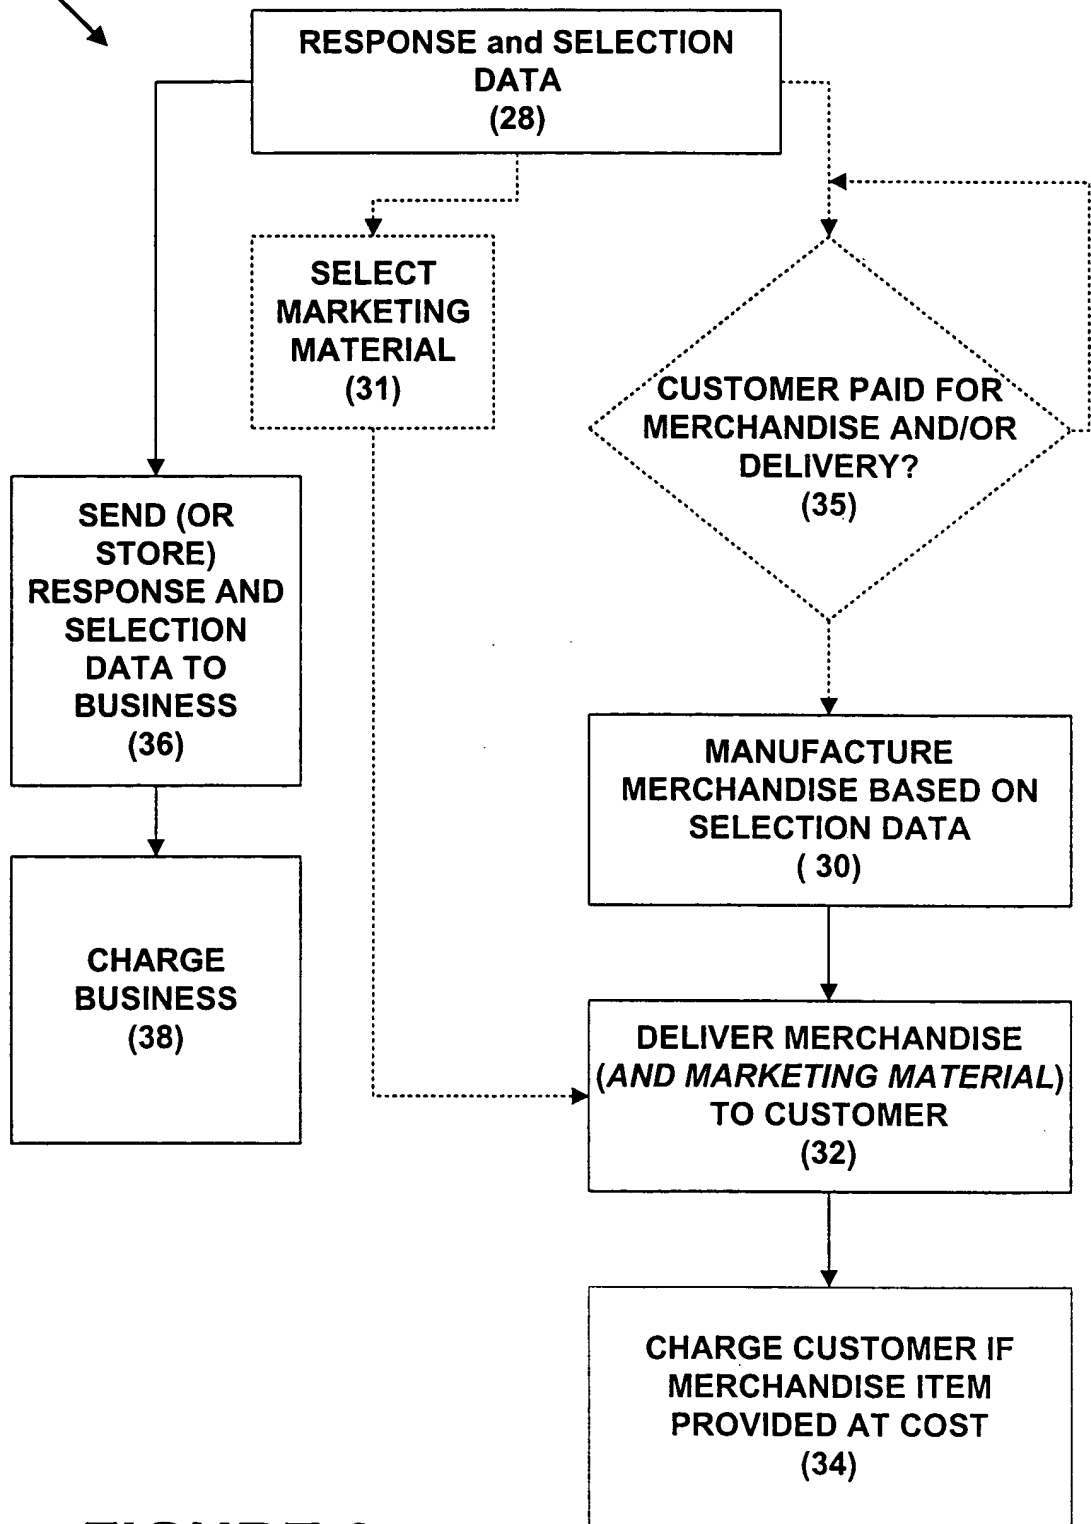 RESPONSE and SELECTION
DATA
(28)
SELECT
MARKETING
MATERIAL
(31)
CUSTOMER PAID FOR
MERCHANDISE AND/OR
DELIVERY?
(35)
SEND (OR
STORE)
RESPONSE AND
SELECTION
DATA TO
BUSINESS
(36)
MANUFACTURE
MERCHANDISE BASED ON
SELECTION DATA
( 30)
CHARGE
BUSINESS
(38)
DELIVER MERCHANDISE
(AND MARKETING MATERIAL)
TO CUSTOMER
(32)
CHARGE CUSTOMER IF
MERCHANDISE ITEM
PROVIDED AT COST
(34)